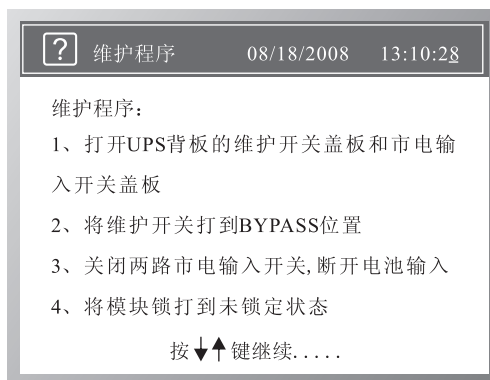 ? 维护程序 08/18/2008 13:10:28
维护程序:
1、打开UPS背板的维护开关盖板和市电输
入开关盖板
2、将维护开关打到BYPASS位置
3、关闭两路市电输入开关,断开电池输入
4、将模块锁打到未锁定状态
按↓↑键继续.....